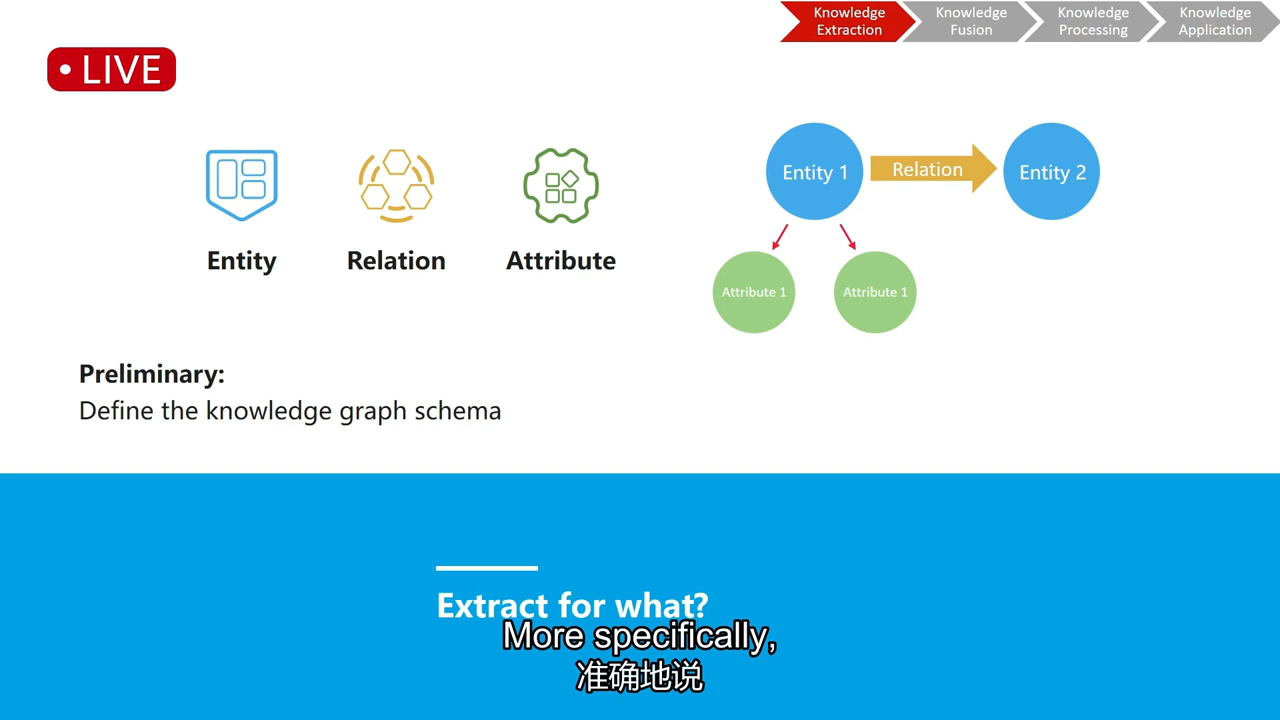 Knowledge
Extraction
Knowledge
Fusion
Knowledge
Processing
Knowledge
Application
• LIVE
Entity
Relation
Attribute
Entity 1
Relation
Entity 2
Attribute 1
Attribute 1
Preliminary:
Define the knowledge graph schema
Extract for what?
More specifically,
准确地说